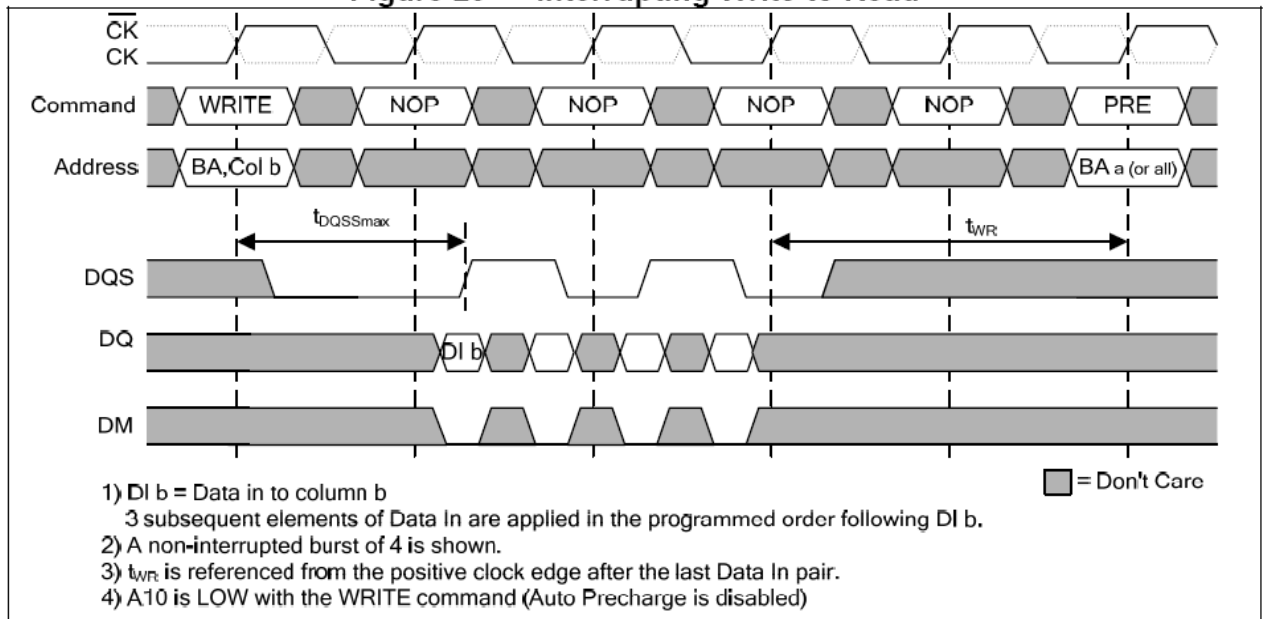 CK
CK
Command WRITE NOP NOP NOP NOP PRE
Address BA,Col b BA a (or all)
tDQSSmax tWR
DQS
DQ DI b
DM
= Don't Care
1) DI b = Data in to column b
3 subsequent elements of Data In are applied in the programmed order following DI b.
2) A non-interrupted burst of 4 is shown.
3) tWR is referenced from the positive clock edge after the last Data In pair.
4) A10 is LOW with the WRITE command (Auto Precharge is disabled)